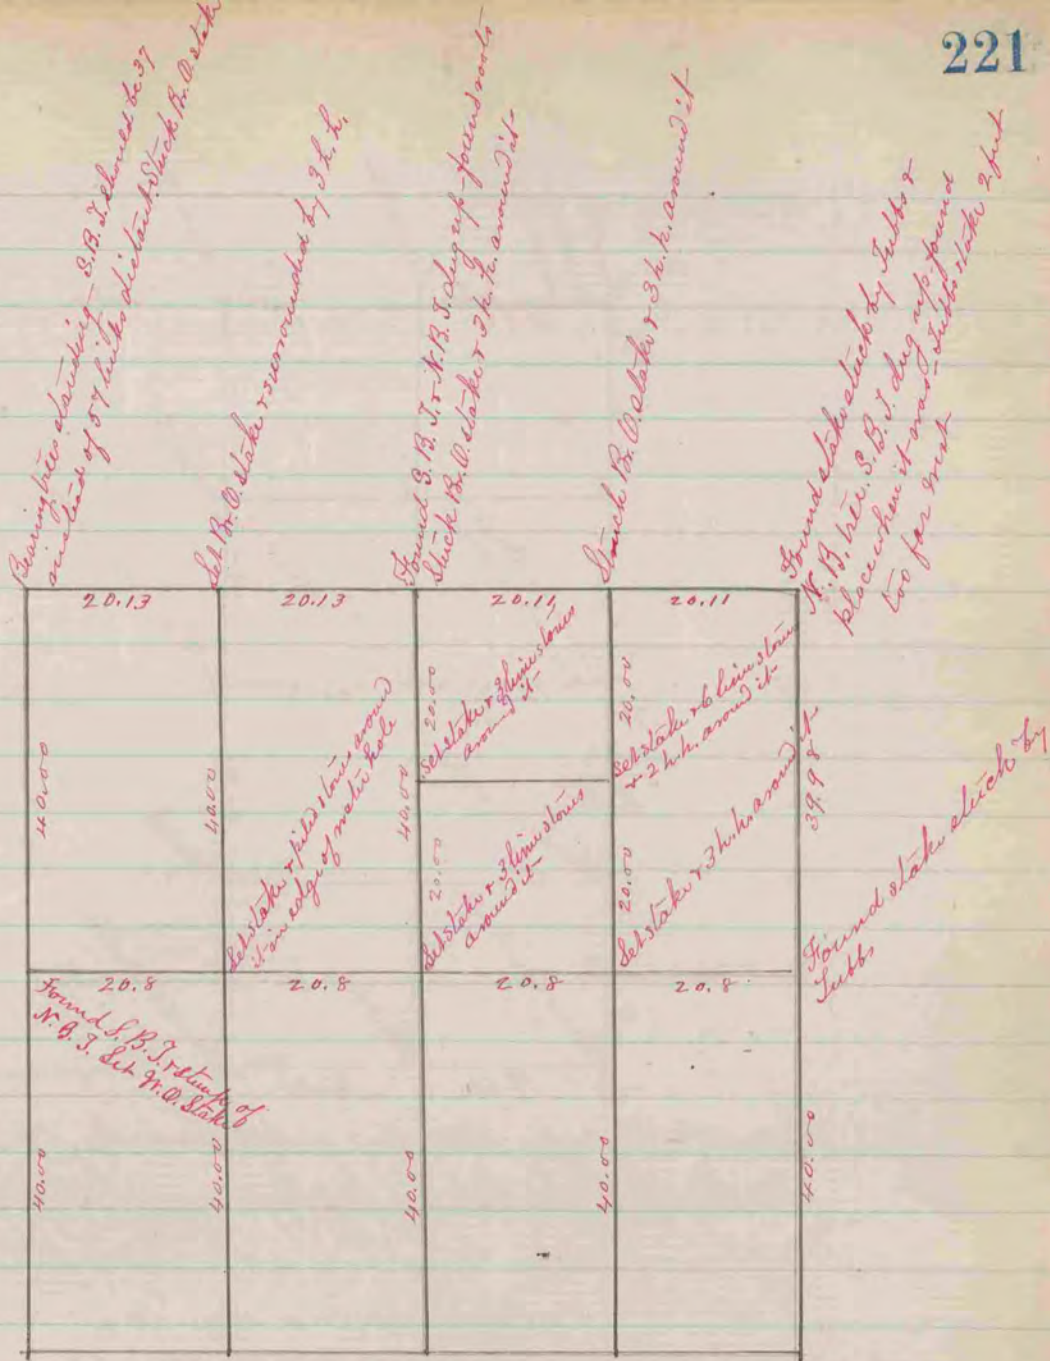 221
Bearing trees standing - S.B.T. should be 37
instead of 57 links distant. Stuck Br. O. stake
Set Br. O. stake & surrounded by 3 h. h.
Found S. B. T. & N. B. T. dug up - found roots
Stuck Br. O. stake & 3 h. h. around it
Stuck Br. O. stake & 3 h. h. around it
Found stake stuck by Tubbs &
N. B. tree. S. B. T. dug up - found
place where it was - Tubbs stake 2 feet
too far west
20.13
20.13
20.11
20.11
40.00
40.00
Set stake & piled stones around
it in edge of water hole
40.00
20.00
Set stake & 3 lime stones
around it
20.00
Set stake & 3 lime stones
around it
20.00
Set stake & 6 lime stone
& 2 h. h. around it
20.00
Set stake & 3 h. h. around it
39.98
Found stake stuck by
Tubbs
20.8
20.8
20.8
20.8
Found S. B. T. & stump of
N. B. T. Set W. O. Stake
40.00
40.00
40.00
40.00
40.00